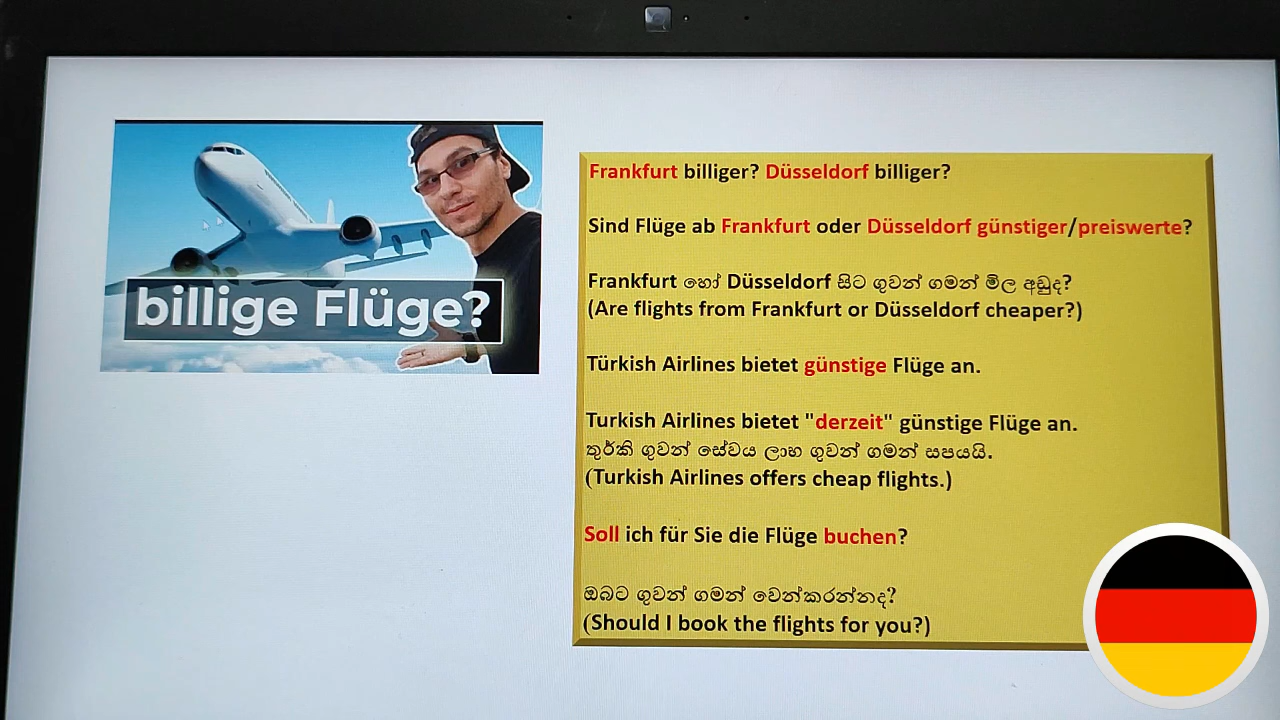 billige Flüge?
Frankfurt billiger? Düsseldorf billiger?
Sind Flüge ab Frankfurt oder Düsseldorf günstiger/preiswerte?
Frankfurt හෝ Düsseldorf සිට ගුවන් ගමන් මිල අඩුද?
(Are flights from Frankfurt or Düsseldorf cheaper?)
Türkish Airlines bietet günstige Flüge an.
Turkish Airlines bietet "derzeit" günstige Flüge an.
තුර්කි ගුවන් සේවය ලාභ ගුවන් ගමන් සපයයි.
(Turkish Airlines offers cheap flights.)
Soll ich für Sie die Flüge buchen?
ඔබට ගුවන් ගමන් වෙන්කරන්නද?
(Should I book the flights for you?)